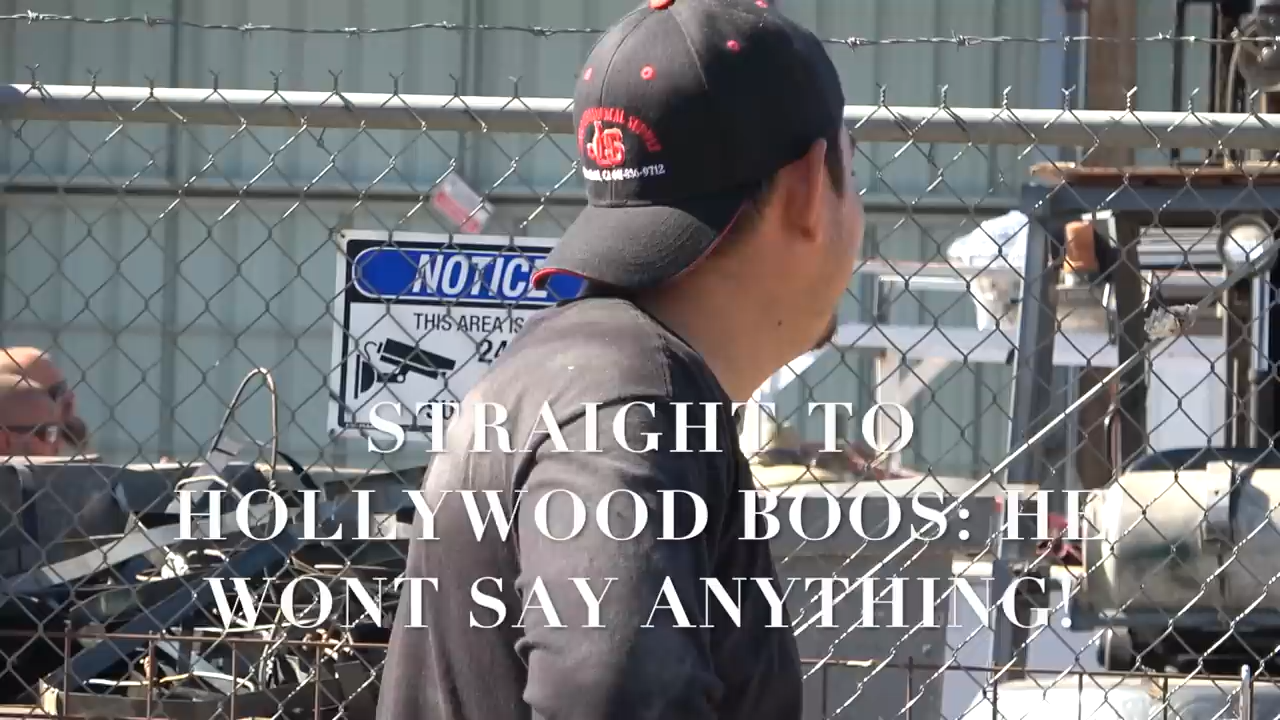 NOTICE
THIS AREA IS
24
STRAIGHT TO
HOLLYWOOD BOOS: HE
WONT SAY ANYTHING!